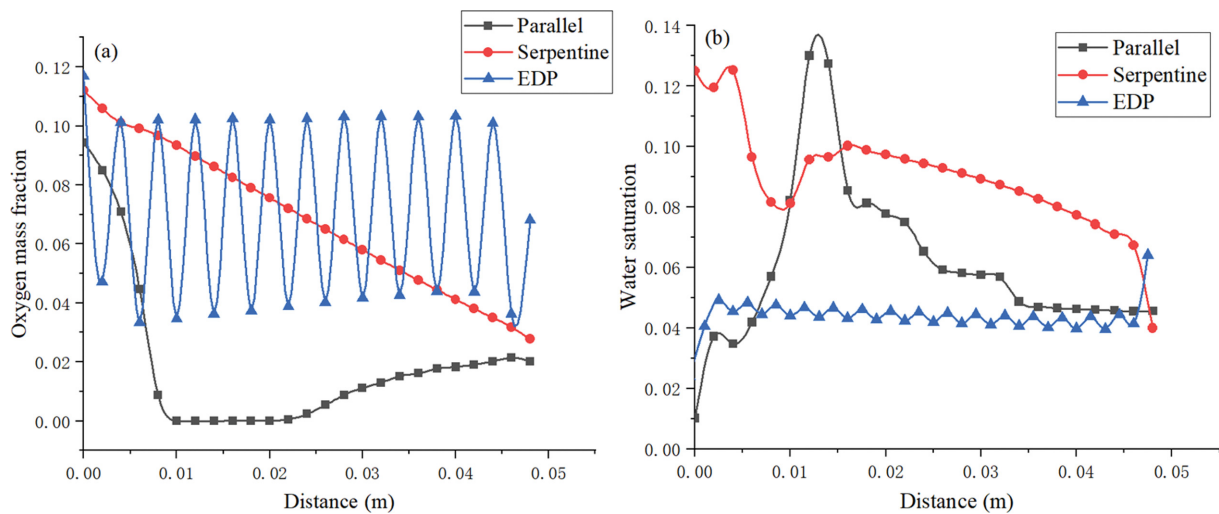 (a)
Parallel
Serpentine
EDP
Oxygen mass fraction
0.12
0.10
0.08
0.06
0.04
0.02
0.00
0.00
0.01
0.02
0.03
0.04
0.05
Distance (m)
(b)
Parallel
Serpentine
EDP
Water saturation
0.14
0.12
0.10
0.08
0.06
0.04
0.02
0.00
0.00
0.01
0.02
0.03
0.04
0.05
Distance (m)